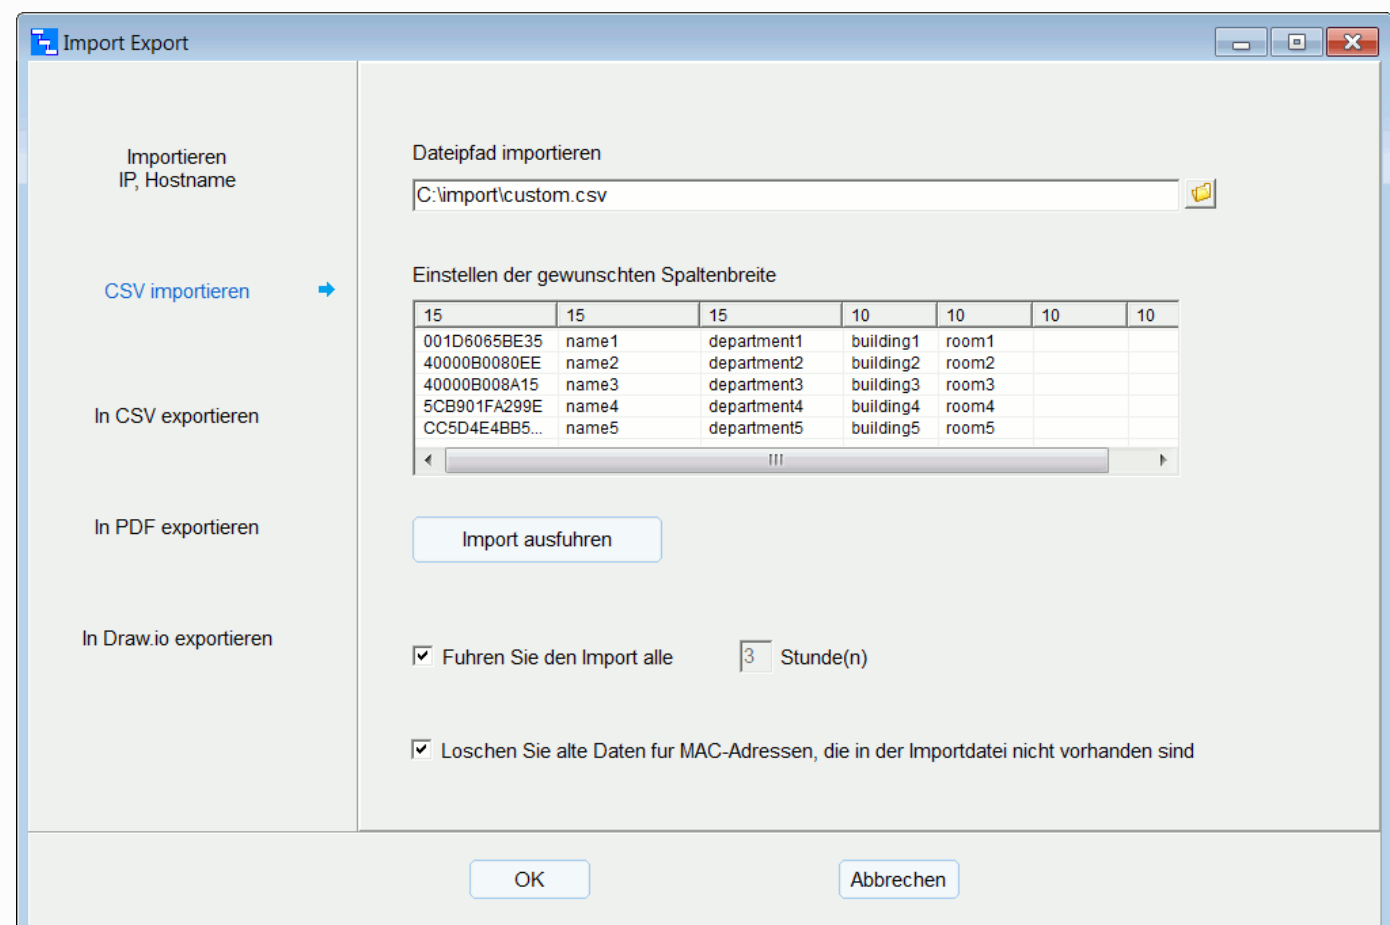 Import Export
Importieren
IP, Hostname
CSV importieren
In CSV exportieren
In PDF exportieren
In Draw.io exportieren
Dateipfad importieren
C:\import\custom.csv
Einstellen der gewunschten Spaltenbreite
15 15 15 10 10 10 10
001D6065BE35 name1 department1 building1 room1
40000B0080EE name2 department2 building2 room2
40000B008A15 name3 department3 building3 room3
5CB901FA299E name4 department4 building4 room4
CC5D4E4BB5... name5 department5 building5 room5
Import ausfuhren
Fuhren Sie den Import alle 3 Stunde(n)
Loschen Sie alte Daten fur MAC-Adressen, die in der Importdatei nicht vorhanden sind
OK Abbrechen